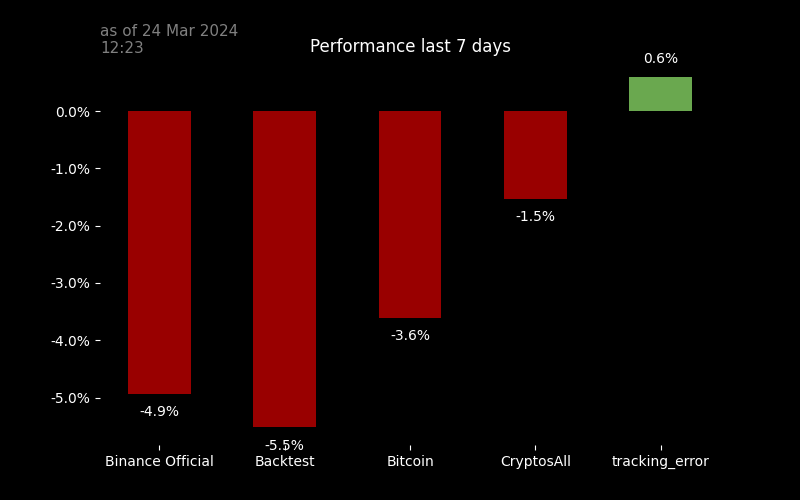 as of 24 Mar 2024
12:23
Performance last 7 days
0.6%
0.0%
-1.0%
-2.0%
-3.0%
-4.0%
-5.0%
-1.5%
-3.6%
-4.9%
-5.5%
Binance Official
Backtest
Bitcoin
CryptosAll
tracking_error